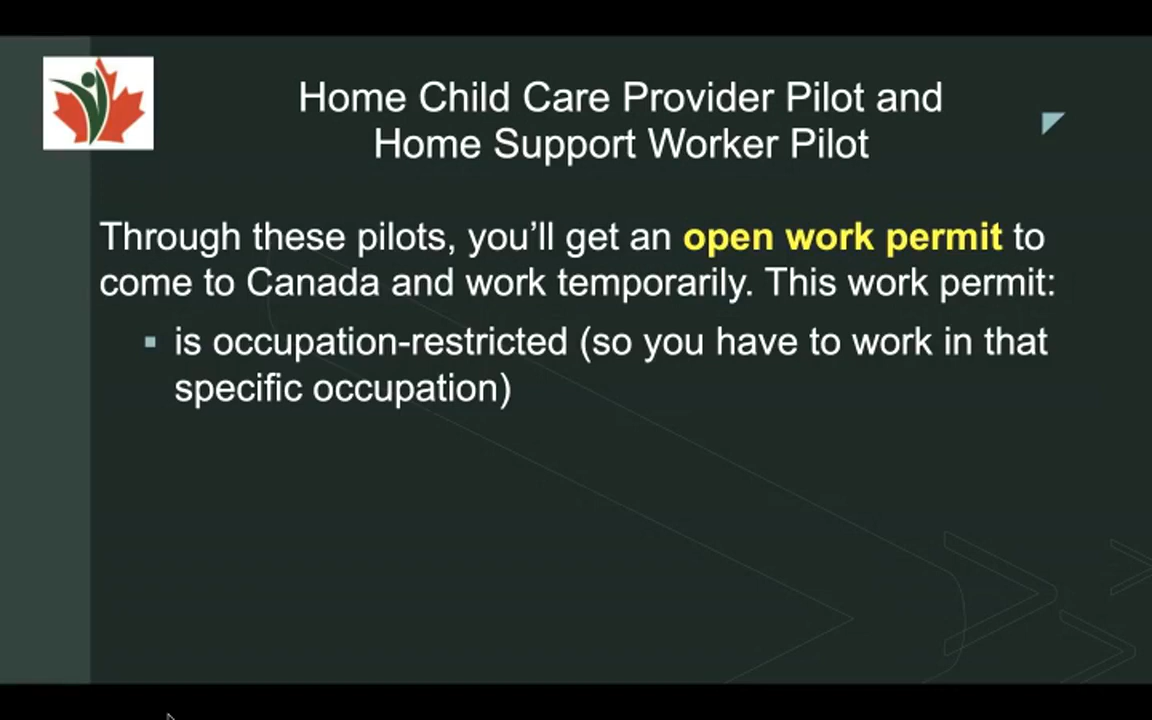 Home Child Care Provider Pilot and
Home Support Worker Pilot
Through these pilots, you’ll get an open work permit to
come to Canada and work temporarily. This work permit:
is occupation-restricted (so you have to work in that
specific occupation)